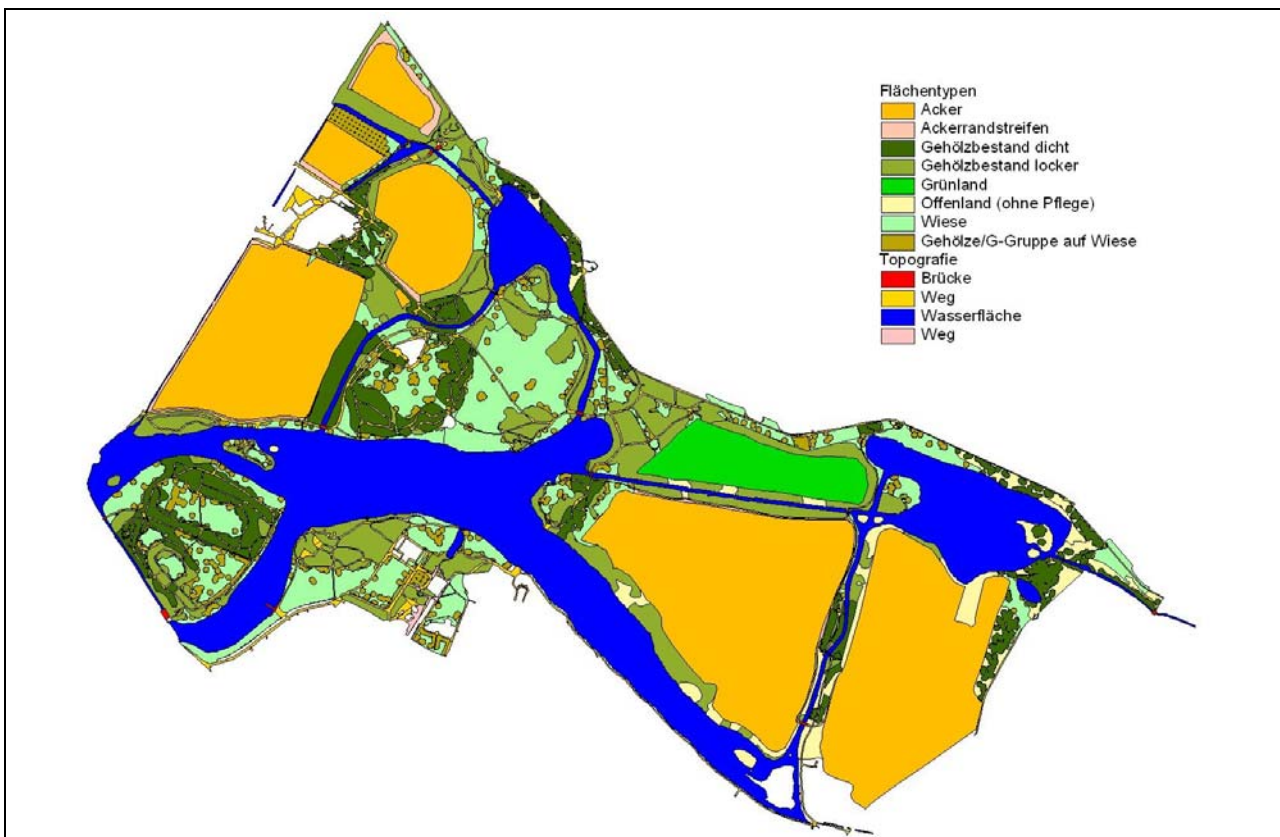 Flächentypen
Acker
Ackerrandstreifen
Gehölzbestand dicht
Gehölzbestand locker
Grünland
Offenland (ohne Pflege)
Wiese
Gehölze/G-Gruppe auf Wiese
Topografie
Brücke
Weg
Wasserfläche
Weg